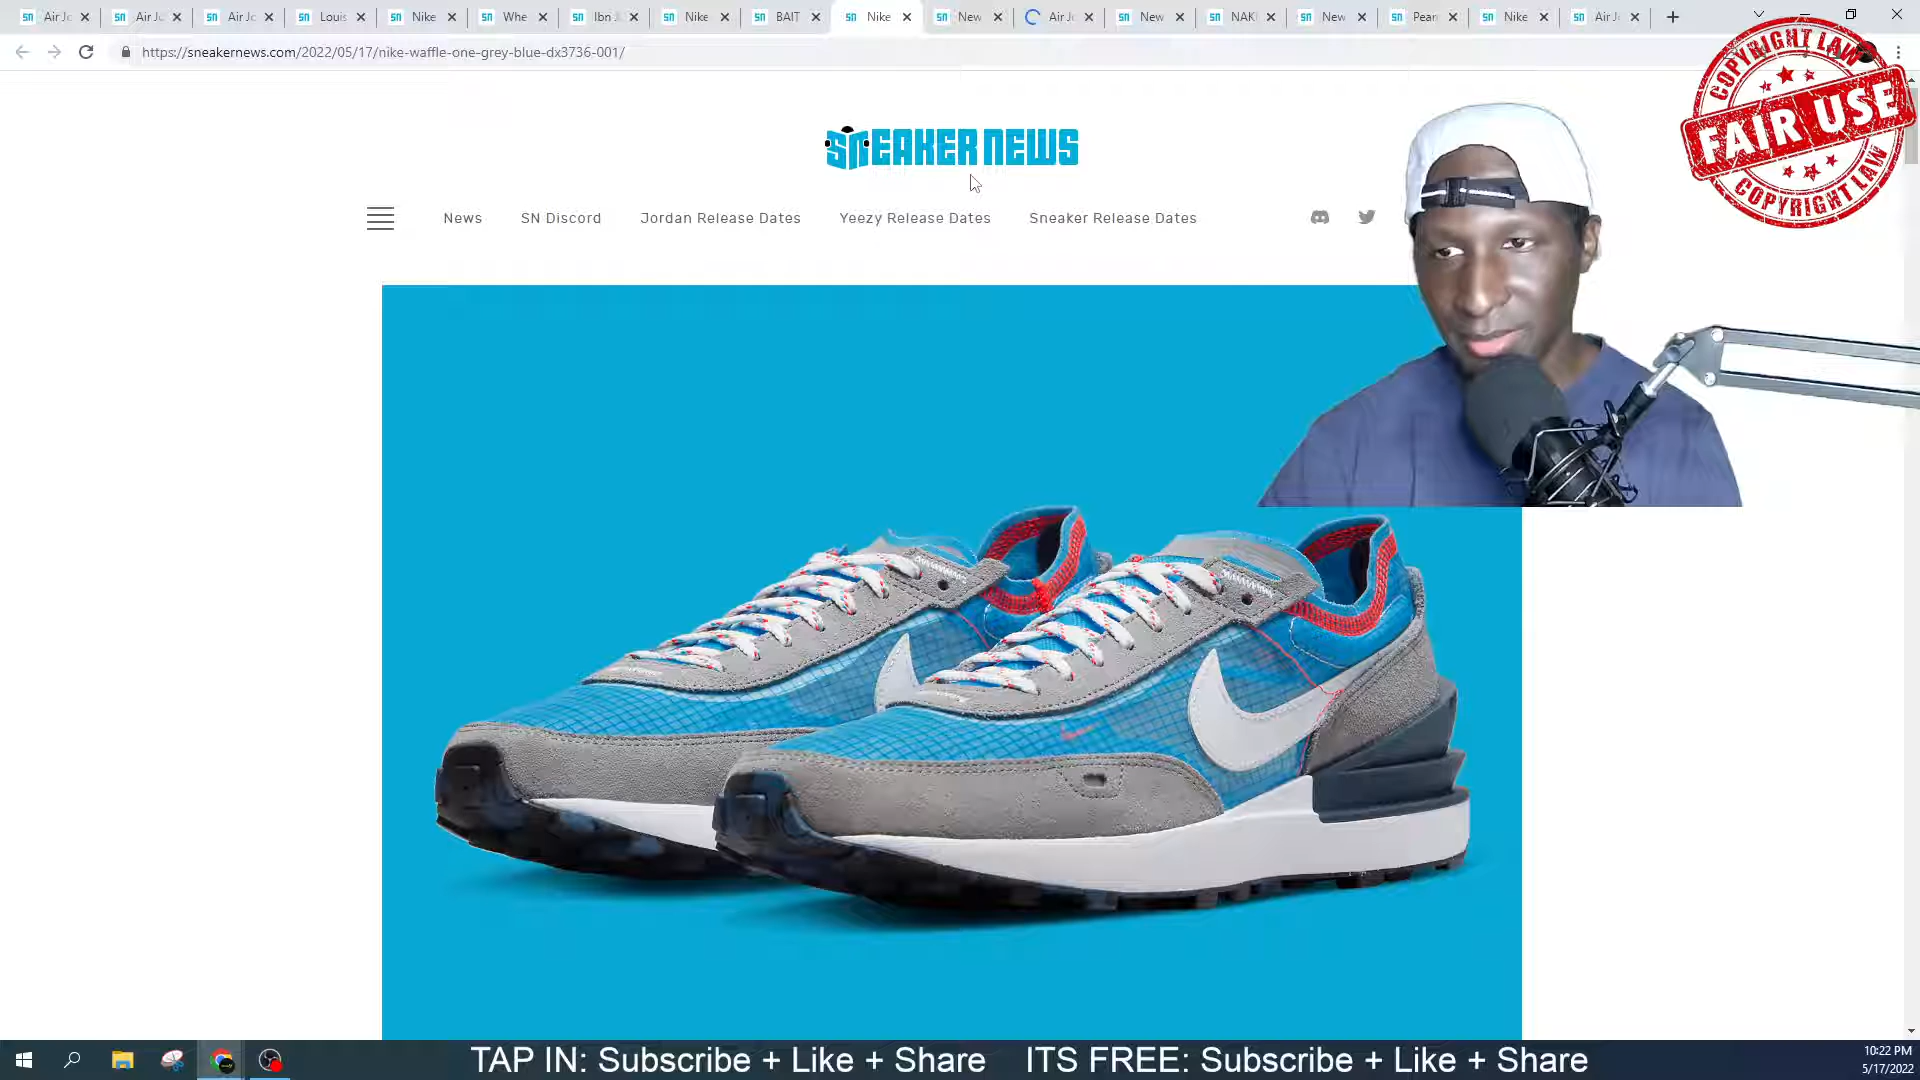 Air Jo Air Jo Air Jo Louis Nike Whe Ibn J Nike BAIT Nike New Air Jo New NAK New Pean Nike Air Jo
https://sneakernews.com/2022/05/17/nike-waffle-one-grey-blue-dx3736-001/
SNEAKER NEWS
News SN Discord Jordan Release Dates Yeezy Release Dates Sneaker Release Dates
COPYRIGHT LAW
FAIR USE
COPYRIGHT LAW
TAP IN: Subscribe + Like + Share ITS FREE: Subscribe + Like + Share
10:22 PM
5/17/2022